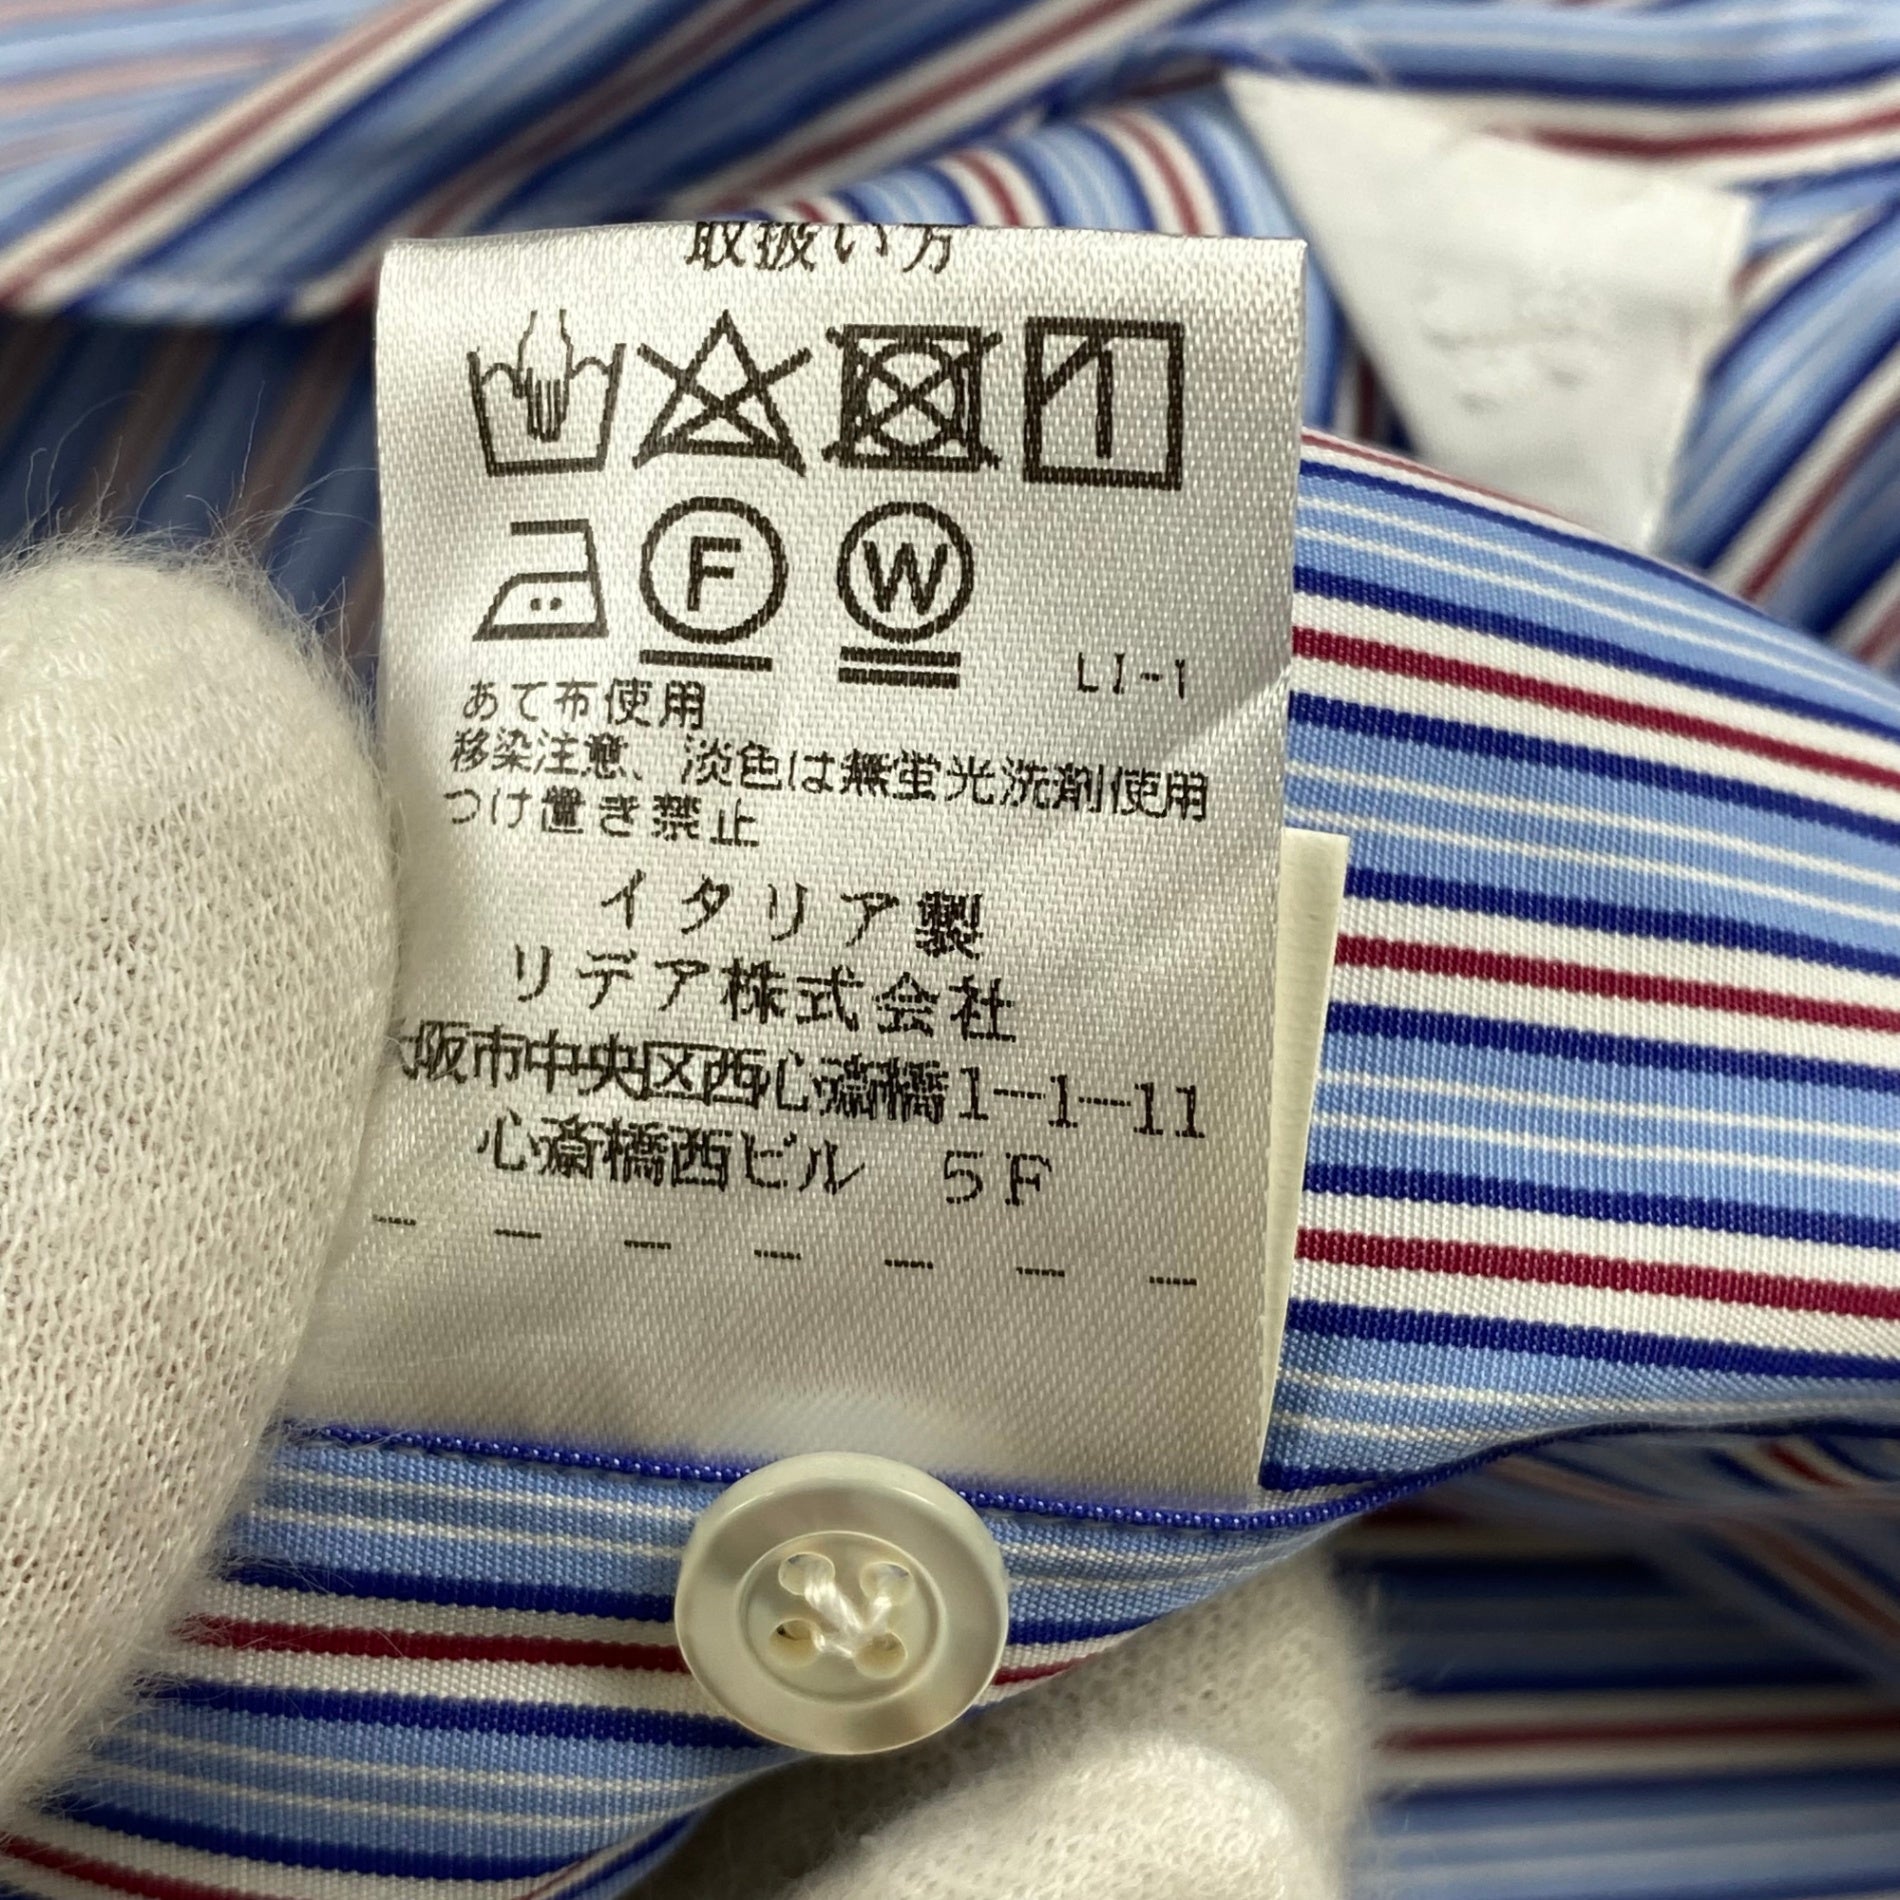 取扱い方
F W
LI-1
あて布使用
移染注意、淡色は無蛍光洗剤使用
つけ置き禁止
イタリア製
リデア株式会社
阪市中央区西心斎橋1-1-11
心斎橋西ビル 5F